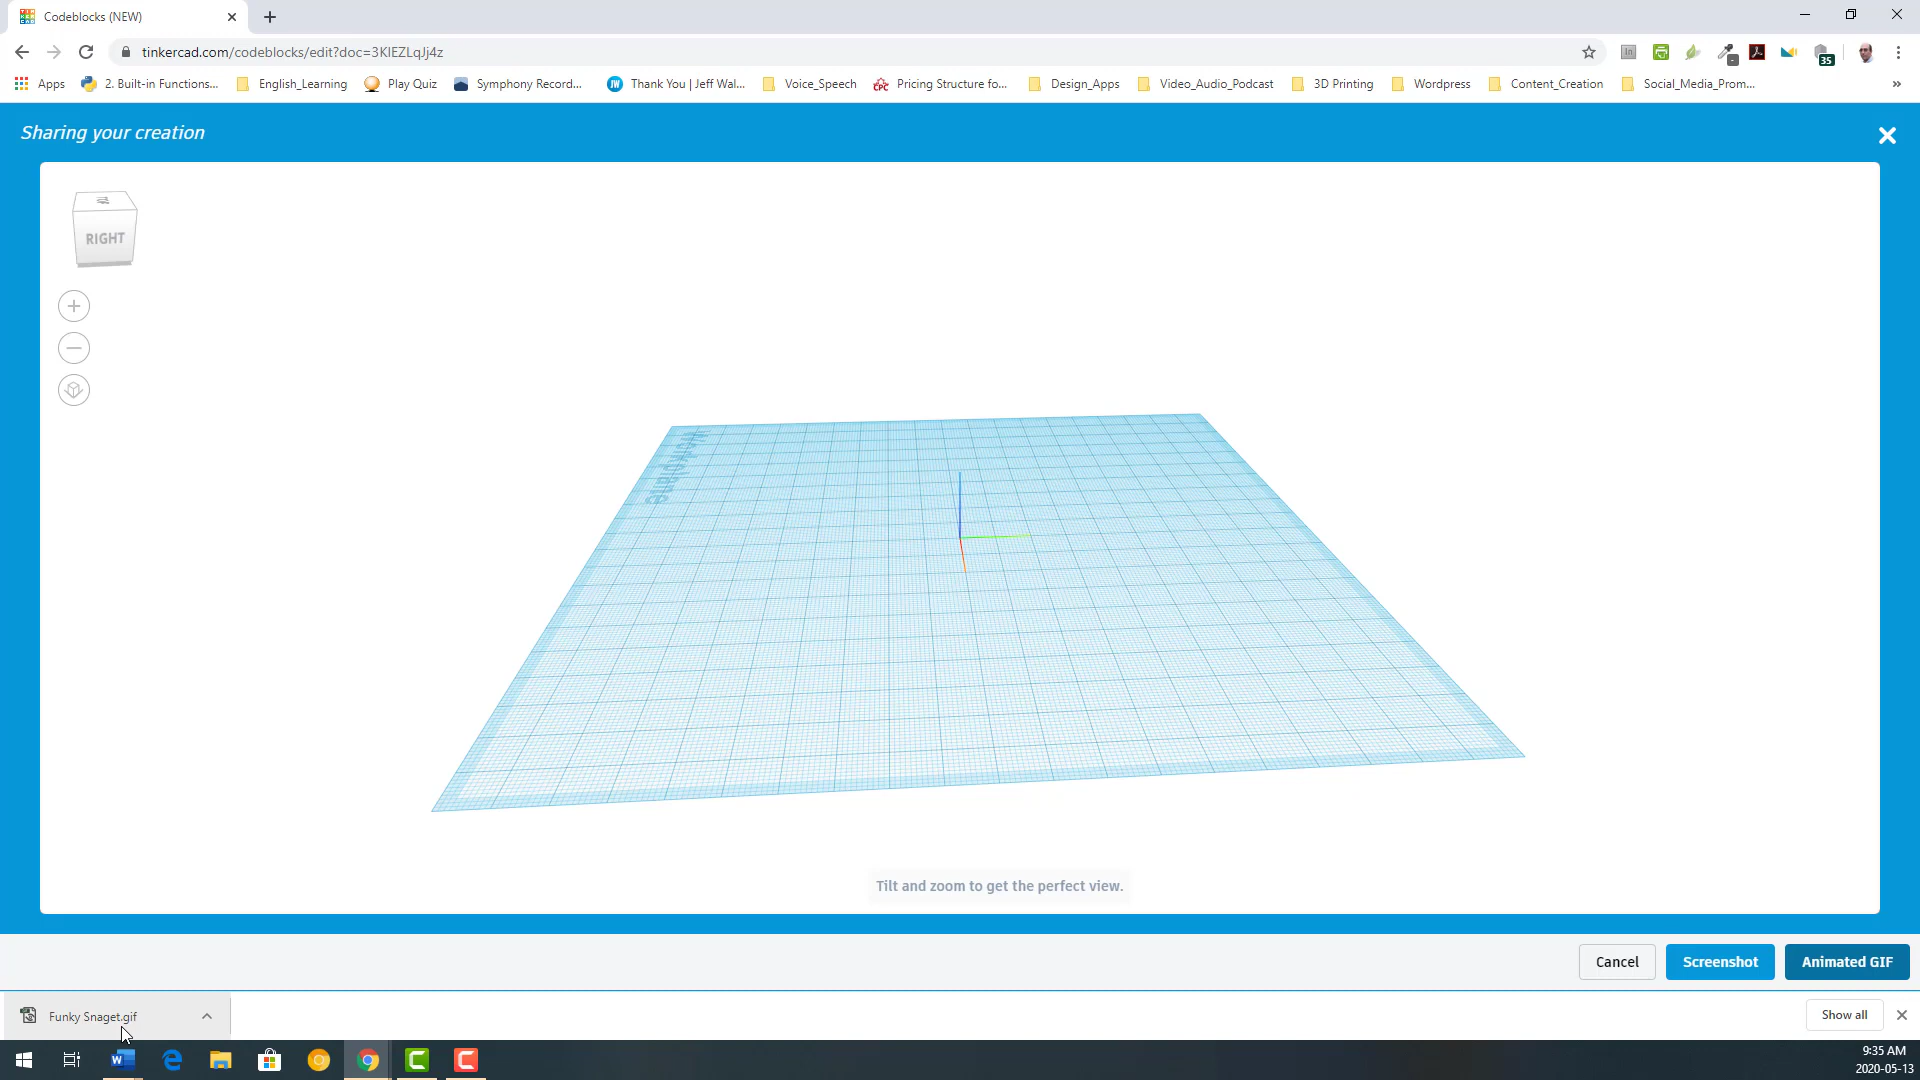 Codeblocks (NEW)
tinkercad.com/codeblocks/edit?doc=3KIEZLqJj4z
35
Apps 2. Built-in Functions... English_Learning Play Quiz Symphony Record... Thank You | Jeff Wal... Voice_Speech Pricing Structure fo... Design_Apps Video_Audio_Podcast 3D Printing Wordpress Content_Creation Social_Media_Prom...
Sharing your creation
RIGHT
Workplane
Tilt and zoom to get the perfect view.
Cancel Screenshot Animated GIF
Funky Snaget.gif
Show all
9:35 AM
2020-05-13